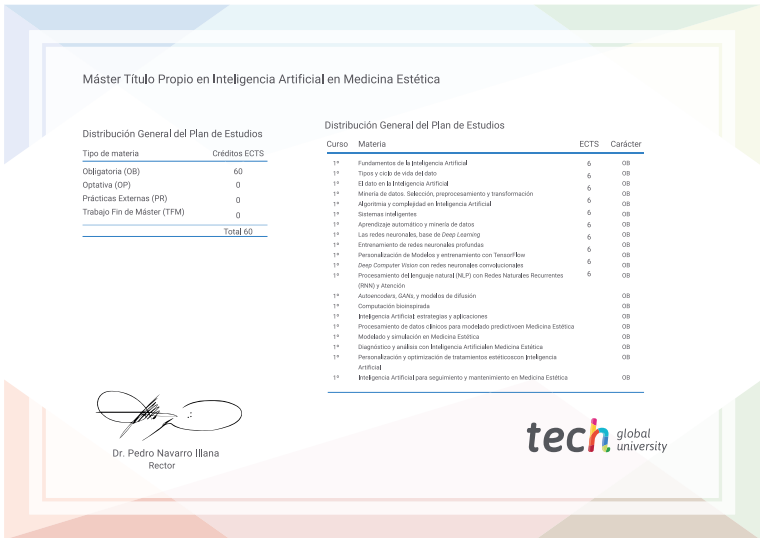 Máster Título Propio en Inteligencia Artificial en Medicina Estética
Distribución General del Plan de Estudios
Tipo de materia Créditos ECTS
Obligatoria (OB) 60
Optativa (OP) 0
Prácticas Externas (PR) 0
Trabajo Fin de Máster (TFM) 0
Total 60
Distribución General del Plan de Estudios
Curso Materia ECTS Carácter
1º Fundamentos de la Inteligencia Artificial 6 OB
1º Tipos y ciclo de vida del dato 6 OB
1º El dato en la Inteligencia Artificial 6 OB
1º Minería de datos. Selección, preprocesamiento y transformación 6 OB
1º Algoritmia y complejidad en Inteligencia Artificial 6 OB
1º Sistemas inteligentes 6 OB
1º Aprendizaje automático y minería de datos 6 OB
1º Las redes neuronales, base de Deep Learning 6 OB
1º Entrenamiento de redes neuronales profundas 6 OB
1º Personalización de Modelos y entrenamiento con TensorFlow 6 OB
1º Deep Computer Vision con redes neuronales convolucionales OB
1º Procesamiento del lenguaje natural (NLP) con Redes Naturales Recurrentes OB
(RNN) y Atención
1º Autoencoders, GANs, y modelos de difusión OB
1º Computación bioinspirada OB
1º Inteligencia Artificial: estrategias y aplicaciones OB
1º Procesamiento de datos clínicos para modelado predictivoen Medicina Estética OB
1º Modelado y simulación en Medicina Estética OB
1º Diagnóstico y análisis con Inteligencia Artificialen Medicina Estética OB
1º Personalización y optimización de tratamientos estéticoscon Inteligencia OB
Artificial
1º Inteligencia Artificial para seguimiento y mantenimiento en Medicina Estética OB
Dr. Pedro Navarro Illana
Rector
tech global
university